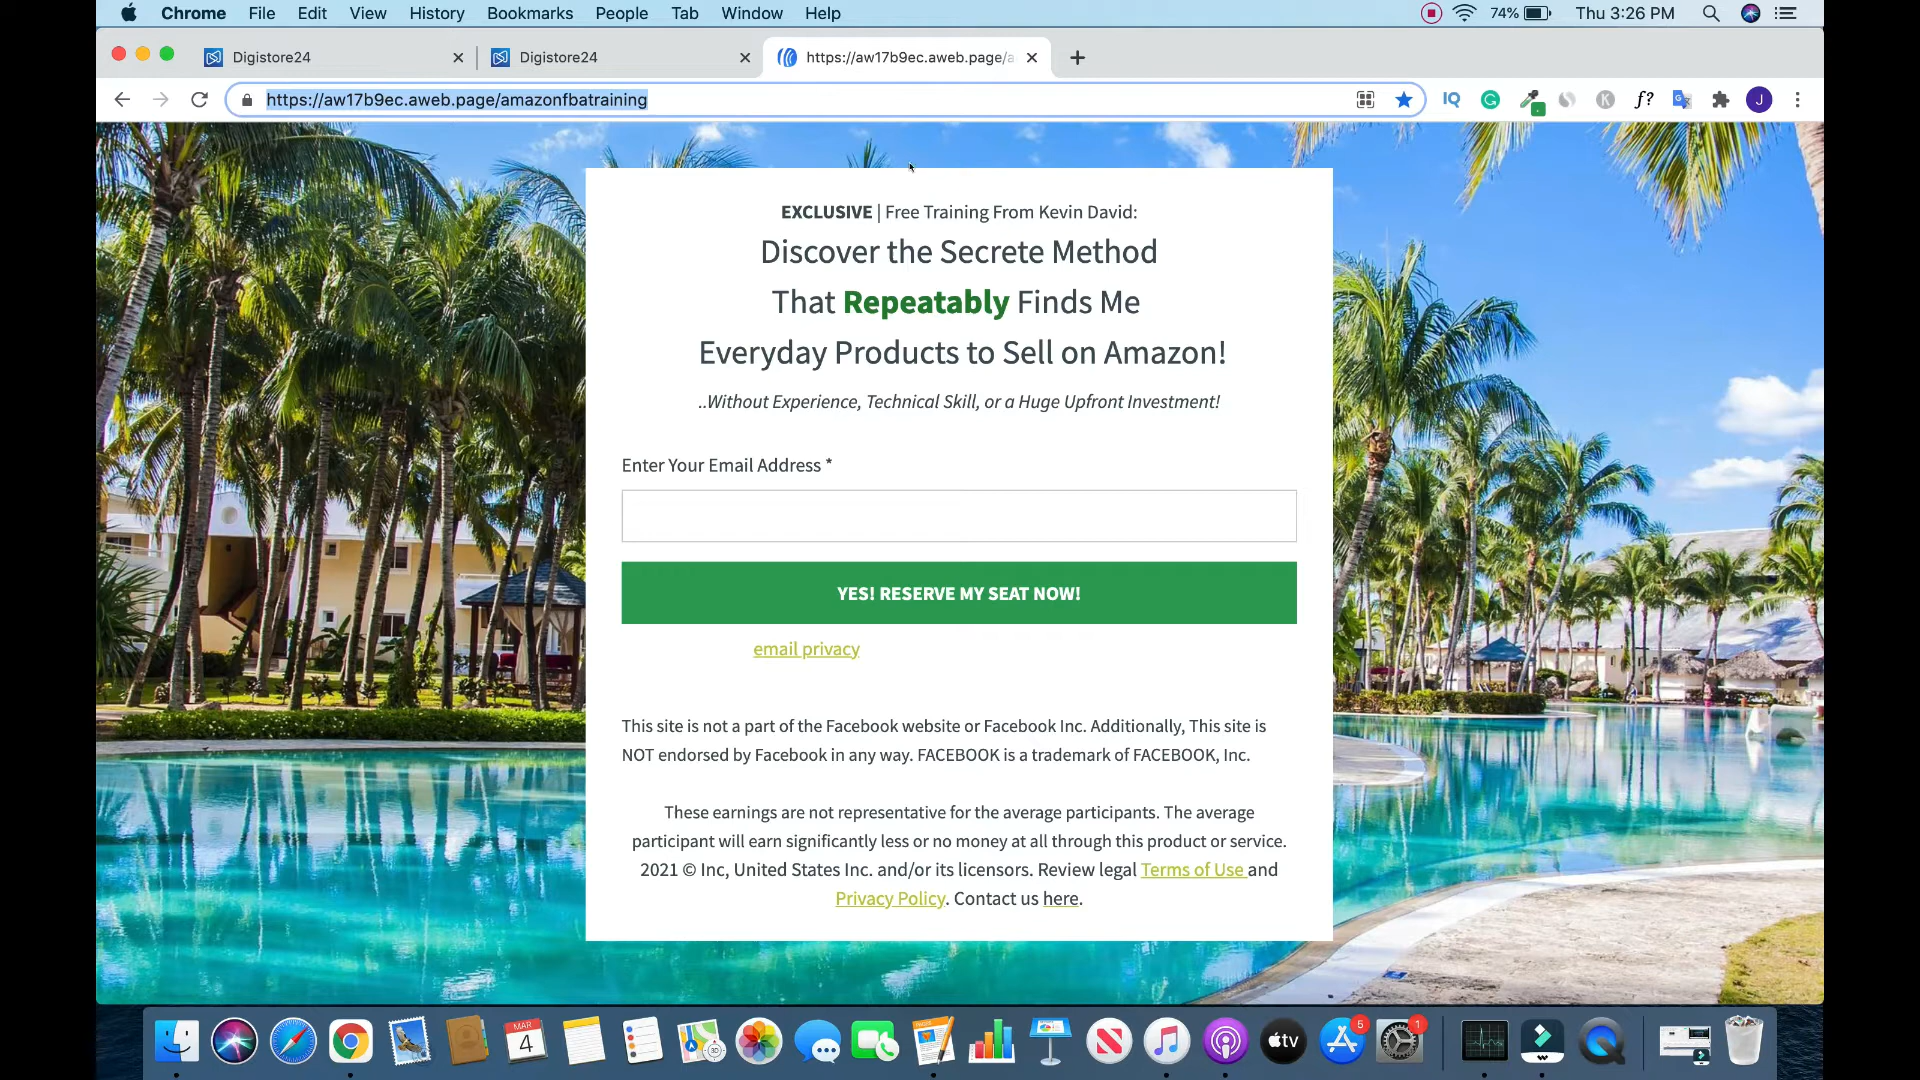 Chrome File Edit View History Bookmarks People Tab Window Help 74% Thu 3:26 PM
Digistore24 Digistore24 https://aw17b9ec.aweb.page/a
https://aw17b9ec.aweb.page/amazonfbatraining IQ f? J
EXCLUSIVE | Free Training From Kevin David:
Discover the Secrete Method
That Repeatably Finds Me
Everyday Products to Sell on Amazon!
..Without Experience, Technical Skill, or a Huge Upfront Investment!
Enter Your Email Address *
YES! RESERVE MY SEAT NOW!
email privacy
This site is not a part of the Facebook website or Facebook Inc. Additionally, This site is
NOT endorsed by Facebook in any way. FACEBOOK is a trademark of FACEBOOK, Inc.
These earnings are not representative for the average participants. The average
participant will earn significantly less or no money at all through this product or service.
2021 © Inc, United States Inc. and/or its licensors. Review legal Terms of Use and
Privacy Policy. Contact us here.
MAR
4
3D
tv
5
1